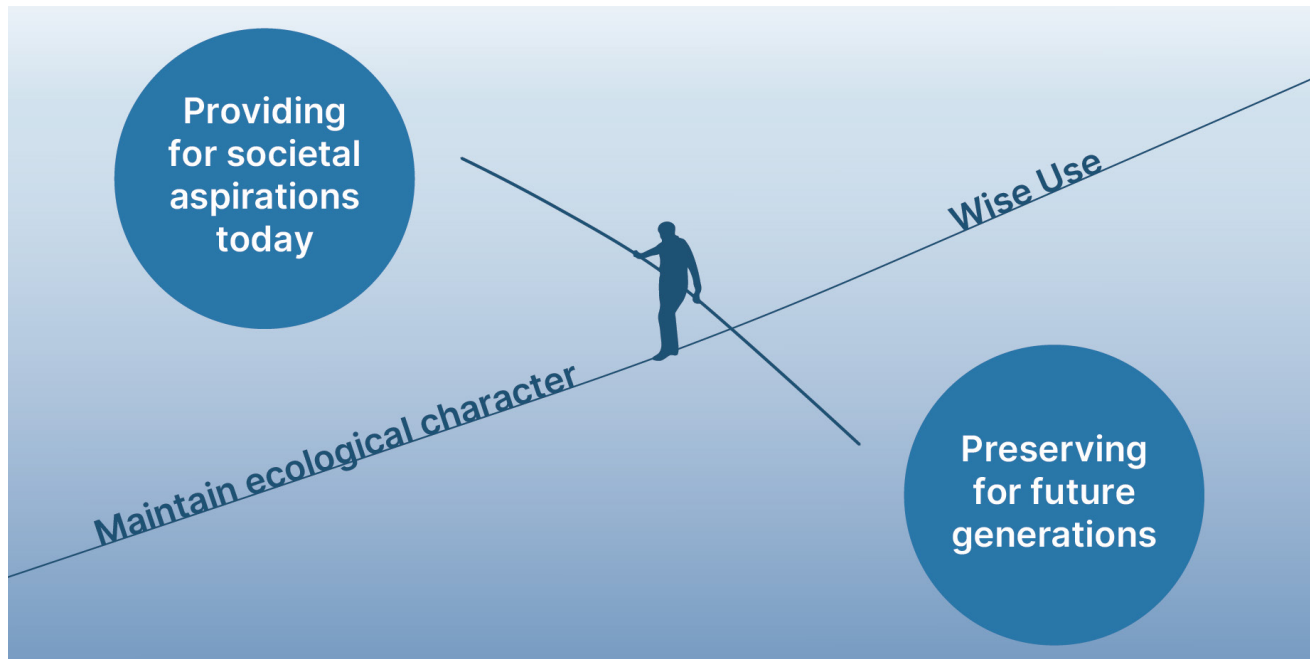 Providing
for societal
aspirations
today
Wise Use
Maintain ecological character
Preserving
for future
generations